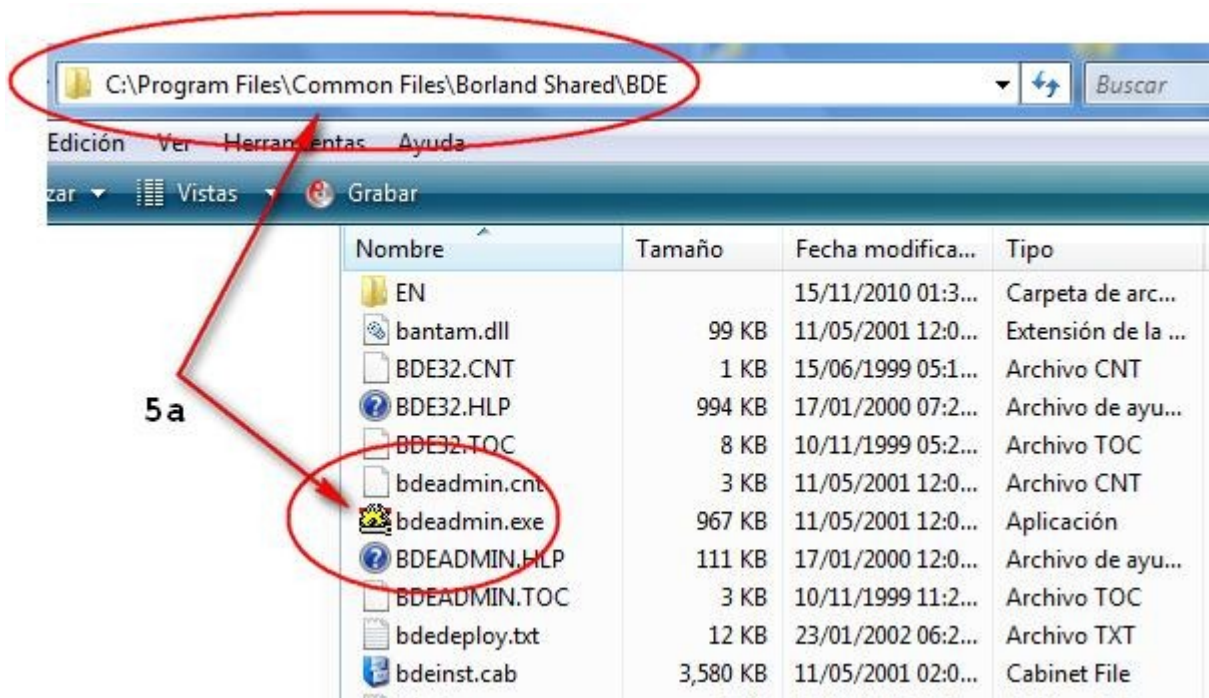 C:\Program Files\Common Files\Borland Shared\BDE Buscar
Edición Ver Herramientas Ayuda
zar Vistas Grabar
Nombre Tamaño Fecha modifica... Tipo
EN 15/11/2010 01:3... Carpeta de arc...
bantam.dll 99 KB 11/05/2001 12:0... Extensión de la ...
BDE32.CNT 1 KB 15/06/1999 05:1... Archivo CNT
BDE32.HLP 994 KB 17/01/2000 07:2... Archivo de ayu...
BDE32.TOC 8 KB 10/11/1999 05:2... Archivo TOC
bdeadmin.cnt 3 KB 11/05/2001 12:0... Archivo CNT
bdeadmin.exe 967 KB 11/05/2001 12:0... Aplicación
BDEADMIN.HLP 111 KB 17/01/2000 12:0... Archivo de ayu...
BDEADMIN.TOC 3 KB 10/11/1999 11:2... Archivo TOC
bdedeploy.txt 12 KB 23/01/2002 06:2... Archivo TXT
bdeinst.cab 3,580 KB 11/05/2001 02:0... Cabinet File
5a